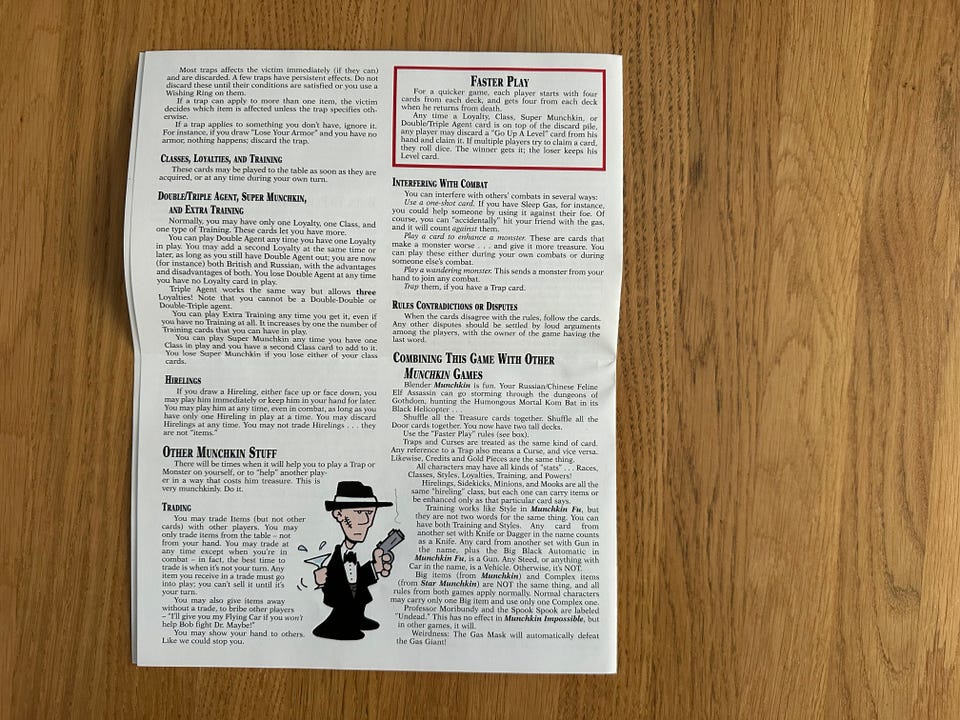 Most traps affects the victim immediately (if they can)
and are discarded. A few traps have persistent effects. Do not
discard these until their conditions are satisfied or you use a
Wishing Ring on them.
If a trap can apply to more than one item, the victim
decides which item is affected unless the trap specifies oth-
erwise.
If a trap applies to something you don't have, ignore it.
For instance, if you draw "Lose Your Armor" and you have no
armor, nothing happens; discard the trap.
CLASSES, LOYALTIES, AND TRAINING
These cards may be played to the table as soon as they are
acquired, or at any time during your own turn.
DOUBLE/TRIPLE AGENT, SUPER MUNCHKIN,
AND EXTRA TRAINING
Normally, you may have only one Loyalty, one Class, and
one type of Training. These cards let you have more.
You can play Double Agent any time you have one Loyalty
in play. You may add a second Loyalty at the same time or
later, as long as you still have Double Agent out; you are now
(for instance) both British and Russian, with the advantages
and disadvantages of both. You lose Double Agent at any time
you have no Loyalty card in play.
Triple Agent works the same way but allows three
Loyalties! Note that you cannot be a Double-Double or
Double-Triple agent.
You can play Extra Training any time you get it, even if
you have no Training at all. It increases by one the number of
Training cards that you can have in play.
You can play Super Munchkin any time you have one
Class in play and you have a second Class card to add to it.
You lose Super Munchkin if you lose either of your class
cards.
HIRELINGS
If you draw a Hireling, either face up or face down, you
may play him immediately or keep him in your hand for later.
You may play him at any time, even in combat, as long as you
have only one Hireling in play at a time. You may discard
Hirelings at any time. You may not trade Hirelings . . . they
are not "items."
OTHER MUNCHKIN STUFF
There will be times when it will help you to play a Trap or
Monster on yourself, or to "help" another play-
er in a way that costs him treasure. This is
very munchkinly. Do it.
TRADING
You may trade Items (but not other
cards) with other players. You may
only trade items from the table – not
from your hand. You may trade at
any time except when you're in
combat – in fact, the best time to
trade is when it's not your turn. Any
item you receive in a trade must go
into play; you can't sell it until it's
your turn.
You may also give items away
without a trade, to bribe other players
– "I'll give you my Flying Car if you won't
help Bob fight Dr. Maybe!"
You may show your hand to others.
Like we could stop you.
FASTER PLAY
For a quicker game, each player starts with four
cards from each deck, and gets four from each deck
when he returns from death.
Any time a Loyalty, Class, Super Munchkin, or
Double/Triple Agent card is on top of the discard pile,
any player may discard a "Go Up A Level" card from his
hand and claim it. If multiple players try to claim a card,
they roll dice. The winner gets it; the loser keeps his
Level card.
INTERFERING WITH COMBAT
You can interfere with others' combats in several ways:
Use a one-shot card. If you have Sleep Gas, for instance,
you could help someone by using it against their foe. Of
course, you can "accidentally" hit your friend with the gas,
and it will count against them.
Play a card to enhance a monster. These are cards that
make a monster worse . . . and give it more treasure. You
can play these either during your own combats or during
someone else's combat.
Play a wandering monster. This sends a monster from your
hand to join any combat.
Trap them, if you have a Trap card.
RULES CONTRADICTIONS OR DISPUTES
When the cards disagree with the rules, follow the cards.
Any other disputes should be settled by loud arguments
among the players, with the owner of the game having the
last word.
COMBINING THIS GAME WITH OTHER
MUNCHKIN GAMES
Blender Munchkin is fun. Your Russian/Chinese Feline
Elf Assassin can go storming through the dungeons of
Gothdom, hunting the Humongous Mortal Kom Bat in its
Black Helicopter . . .
Shuffle all the Treasure cards together. Shuffle all the
Door cards together. You now have two tall decks.
Use the "Faster Play" rules (see box).
Traps and Curses are treated as the same kind of card.
Any reference to a Trap also means a Curse, and vice versa.
Likewise, Credits and Gold Pieces are the same thing.
All characters may have all kinds of "stats" . . . Races,
Classes, Styles, Loyalties, Training, and Powers!
Hirelings, Sidekicks, Minions, and Mooks are all the
same "hireling" class, but each one can carry items or
be enhanced only as that particular card says.
Training works like Style in Munchkin Fu, but
they are not two words for the same thing. You can
have both Training and Styles. Any card from
another set with Knife or Dagger in the name counts
as a Knife. Any card from another set with Gun in
the name, plus the Big Black Automatic in
Munchkin Fu, is a Gun. Any Steed, or anything with
Car in the name, is a Vehicle. Otherwise, it's NOT.
Big items (from Munchkin) and Complex items
(from Star Munchkin) are NOT the same thing, and all
rules from both games apply normally. Normal characters
may carry only one Big item and use only one Complex one.
Professor Moribundy and the Spook Spook are labeled
"Undead." This has no effect in Munchkin Impossible, but
in other games, it will.
Weirdness: The Gas Mask will automatically defeat
the Gas Giant!